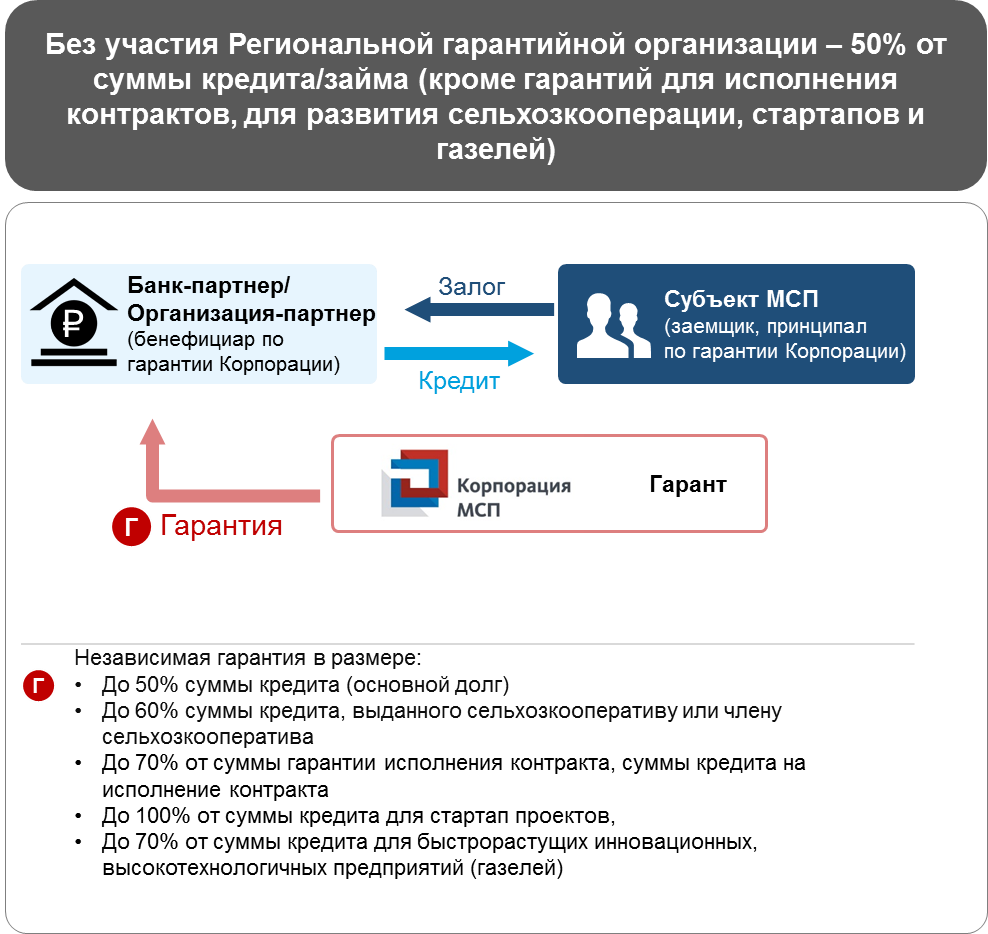 Без участия Региональной гарантийной организации – 50% от
суммы кредита/займа (кроме гарантий для исполнения
контрактов, для развития сельхозкооперации, стартапов и
газелей)
Банк-партнер/
Организация-партнер
(бенефициар по
гарантии Корпорации)
Залог
Кредит
Субъект МСП
(заемщик, принципал
по гарантии Корпорации)
Корпорация
МСП
Гарант
Г Гарантия
Независимая гарантия в размере:
Г
• До 50% суммы кредита (основной долг)
• До 60% суммы кредита, выданного сельхозкооперативу или члену
сельхозкооператива
• До 70% от суммы гарантии исполнения контракта, суммы кредита на
исполнение контракта
• До 100% от суммы кредита для стартап проектов,
• До 70% от суммы кредита для быстрорастущих инновационных,
высокотехнологичных предприятий (газелей)